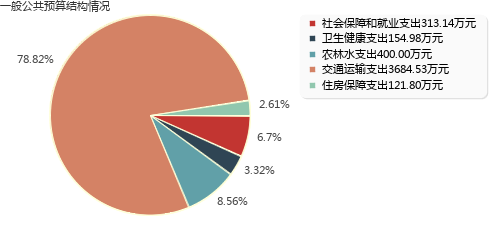 一般公共预算结构情况
78.82%
2.61%
6.7%
3.32%
8.56%
社会保障和就业支出313.14万元
卫生健康支出154.98万元
农林水支出400.00万元
交通运输支出3684.53万元
住房保障支出121.80万元